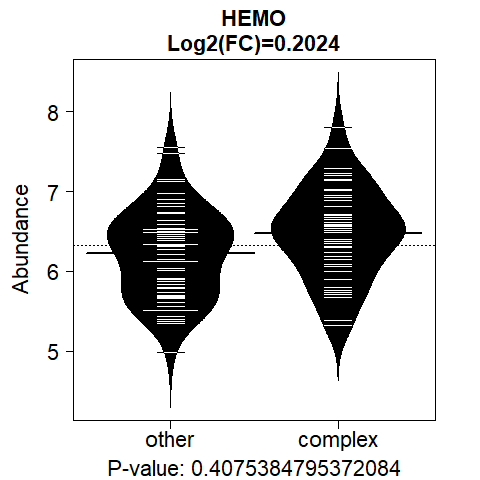 HEMO
Log2(FC)=0.2024
Abundance
8
7
6
5
other complex
P-value: 0.4075384795372084